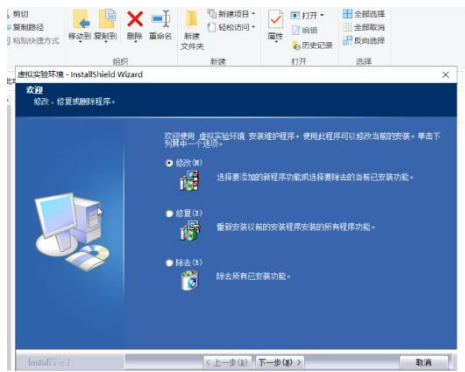 剪切
复制路径
粘贴快捷方式
移动到 复制到 删除 重命名
新建
文件夹
新建项目
轻松访问
属性
打开
编辑
历史记录
全部选择
全部取消
反向选择
组织 新建 打开 选择
虚拟实验环境 - InstallShield Wizard
欢迎
修改、修复或删除程序。
欢迎使用 虚拟实验环境 安装维护程序。使用此程序可以修改当前的安装。单击下
列其中一个选项。
修改(M)
选择要添加的新程序功能或选择要除去的当前已安装功能。
修复(E)
重新安装以前的安装程序安装的所有程序功能。
除去(R)
除去所有已安装功能。
InstallShield
< 上一步(B) 下一步(N) > 取消